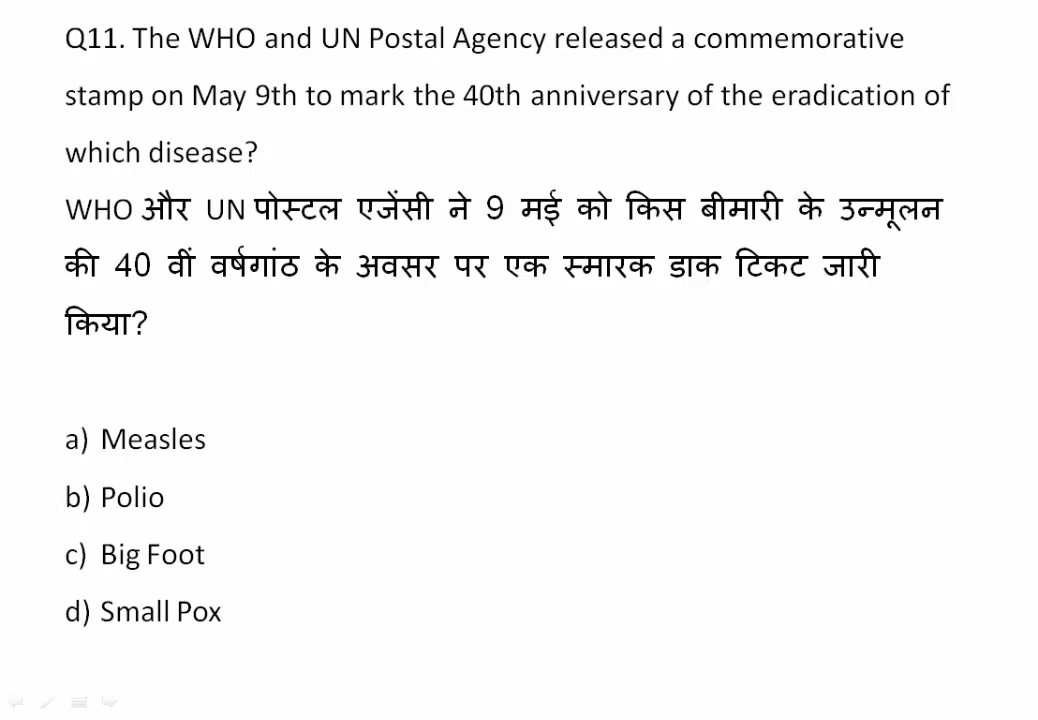 Q11. The WHO and UN Postal Agency released a commemorative
stamp on May 9th to mark the 40th anniversary of the eradication of
which disease?
WHO और UN पोस्टल एजेंसी ने 9 मई को किस बीमारी के उन्मूलन
की 40 वीं वर्षगांठ के अवसर पर एक स्मारक डाक टिकट जारी
किया?
a) Measles
b) Polio
c) Big Foot
d) Small Pox